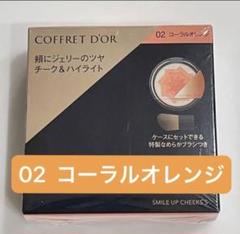 COFFRET D'OR
02 コーラルオレンジ
頬にジェリーのツヤ
チーク&ハイライト
ケースにセットできる
特製なめらかブラシつき
02 コーラルオレンジ
SMILE UP CHEEKS S